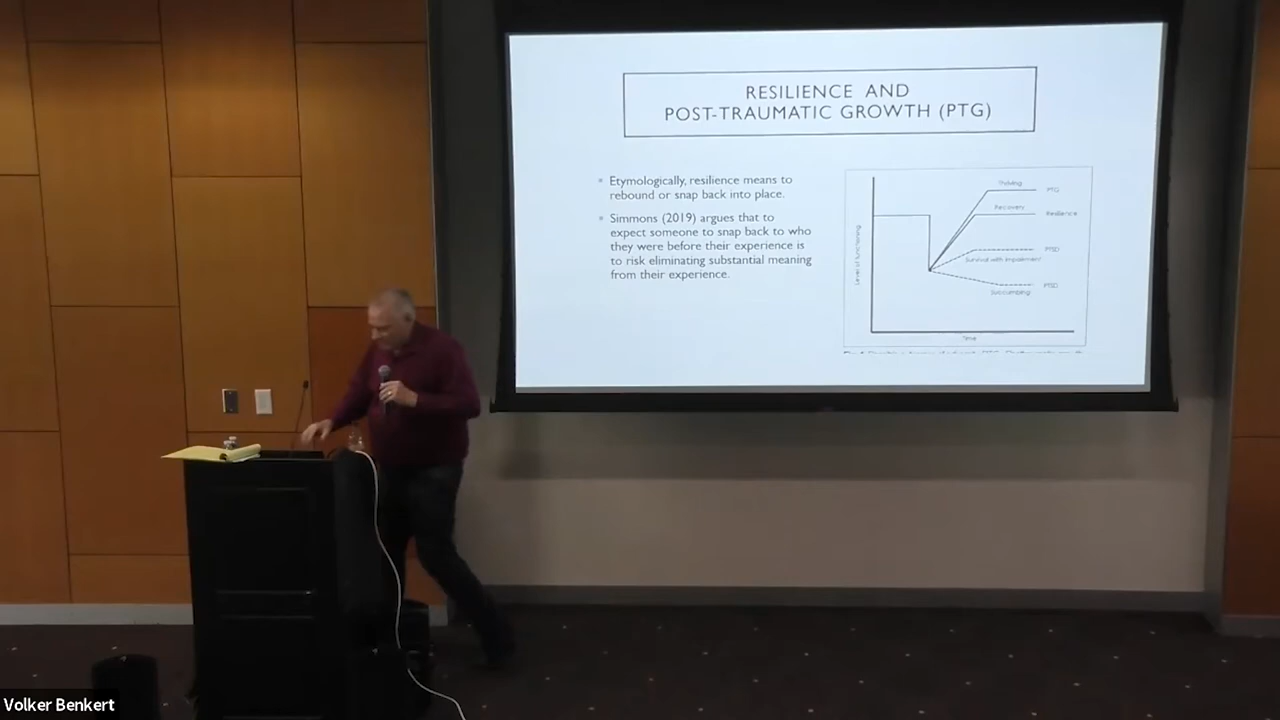 RESILIENCE AND
POST-TRAUMATIC GROWTH (PTG)
Etymologically, resilience means to
rebound or snap back into place.
Simmons (2019) argues that to
expect someone to snap back to who
they were before their experience is
to risk eliminating substantial meaning
from their experience.
Thriving
PTG
Recovery
Resilience
PTSD
Survival with impairment
PTSD
Succumbing
Level of functioning
Time
Volker Benkert